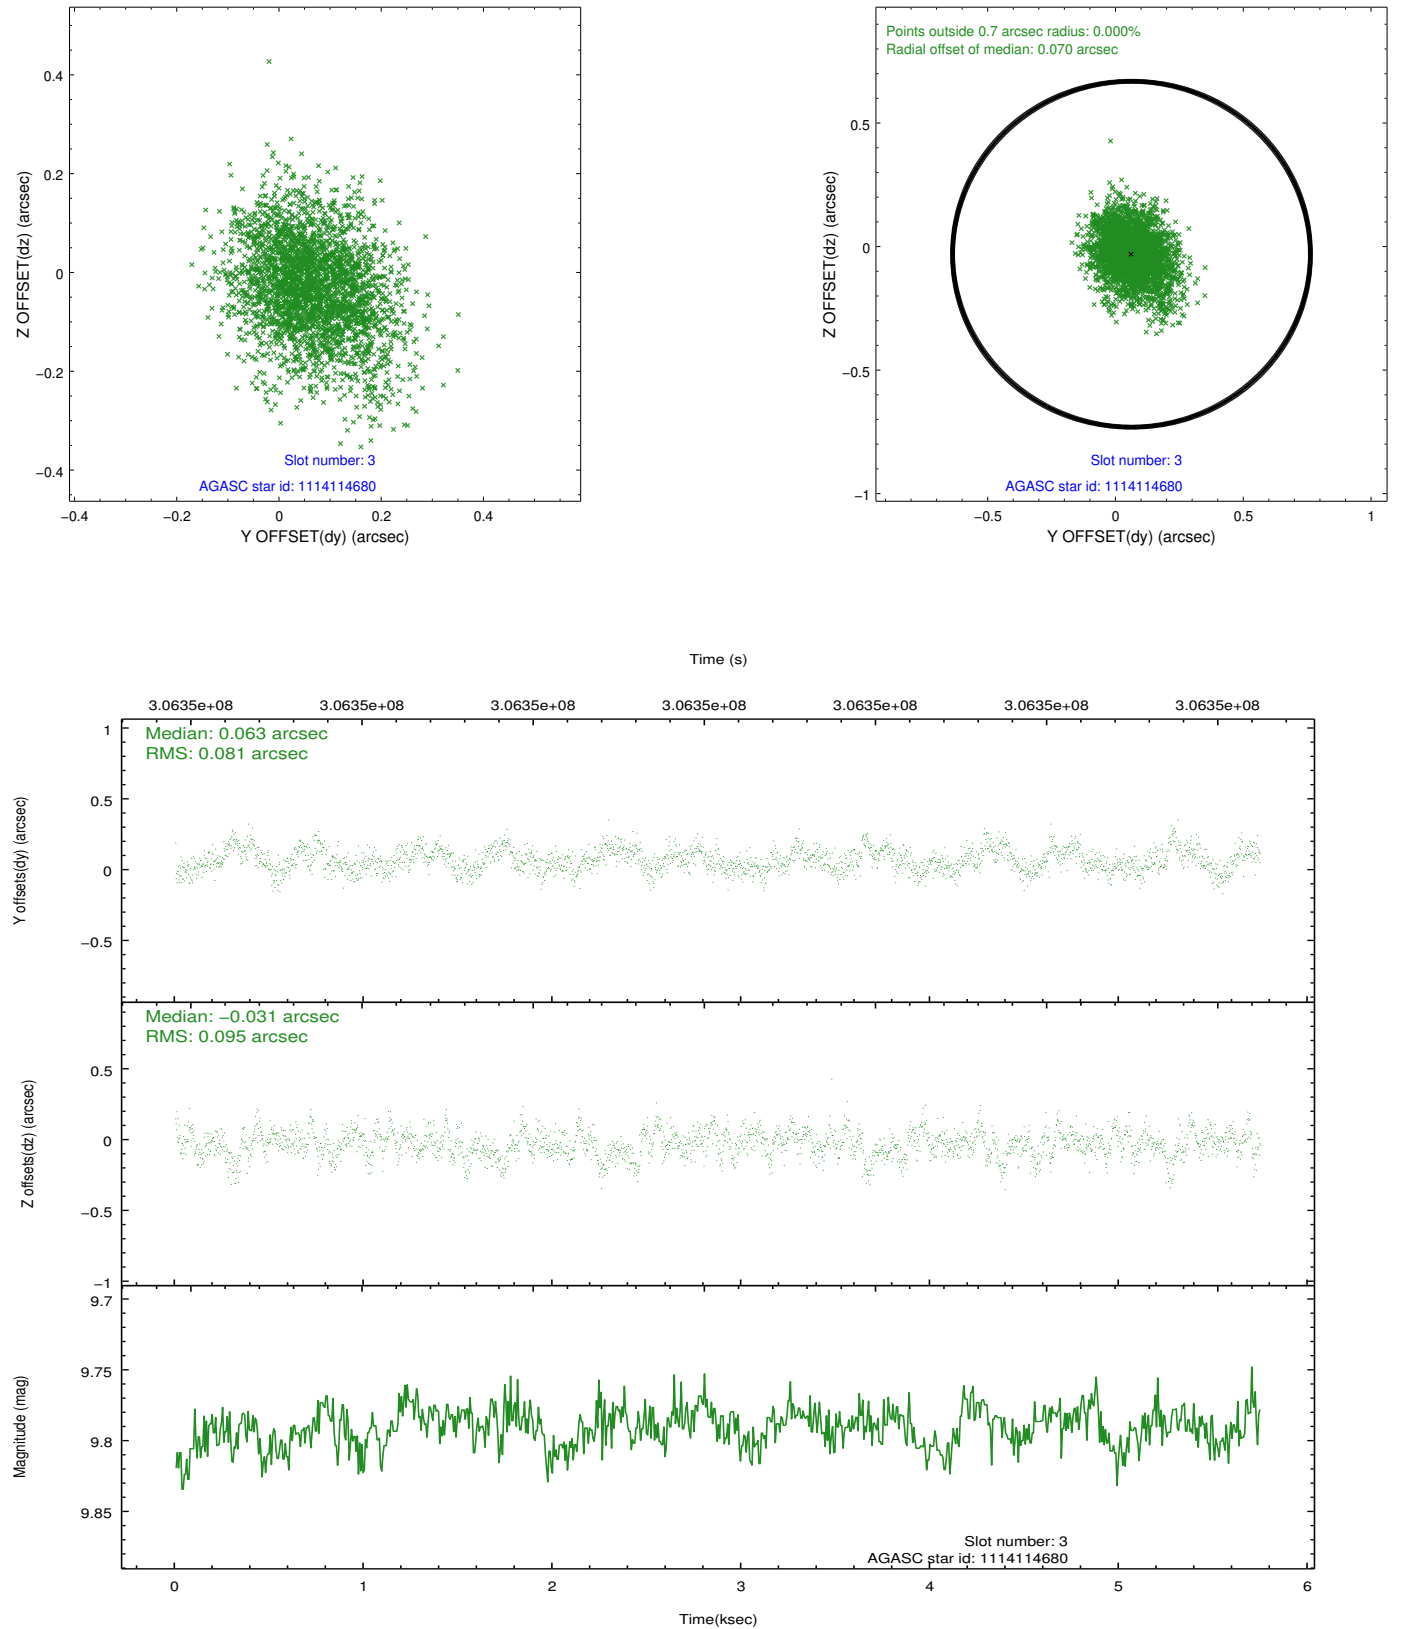 0.4
0.2
0
−0.2
−0.4
Z OFFSET(dz) (arcsec)
Slot number: 3
AGASC star id: 1114114680
−0.4 −0.2 0 0.2 0.4
Y OFFSET(dy) (arcsec)
Points outside 0.7 arcsec radius: 0.000%
Radial offset of median: 0.070 arcsec
0.5
0
−0.5
−1
Z OFFSET(dz) (arcsec)
Slot number: 3
AGASC star id: 1114114680
−0.5 0 0.5 1
Y OFFSET(dy) (arcsec)
Time (s)
3.0635e+08 3.0635e+08 3.0635e+08 3.0635e+08 3.0635e+08 3.0635e+08 3.0635e+08
Median: 0.063 arcsec
RMS: 0.081 arcsec
1
0.5
0
−0.5
Y offsets(dy) (arcsec)
Median: −0.031 arcsec
RMS: 0.095 arcsec
0.5
0
−0.5
−1
Z offsets(dz) (arcsec)
9.7
9.75
9.8
9.85
Magnitude (mag)
Slot number: 3
AGASC star id: 1114114680
0 1 2 3 4 5 6
Time(ksec)